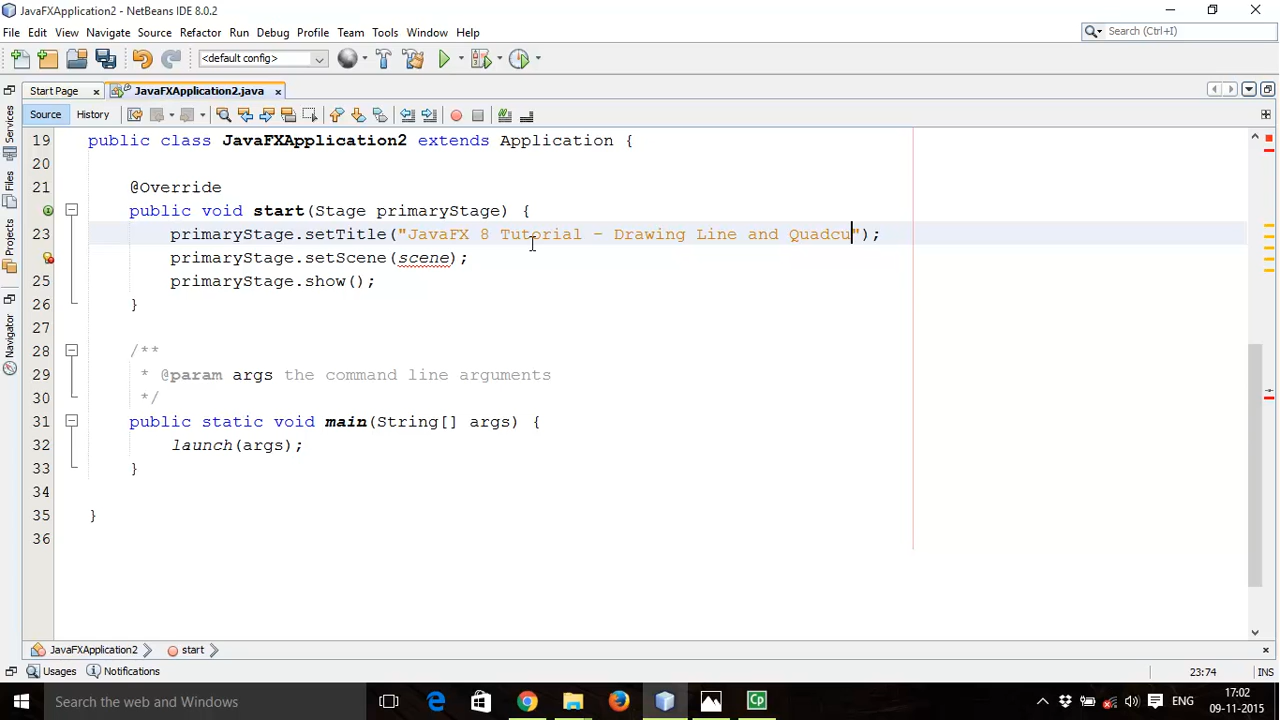 JavaFXApplication2 - NetBeans IDE 8.0.2
File Edit View Navigate Source Refactor Run Debug Profile Team Tools Window Help
Search (Ctrl+I)
<default config>
Start Page
JavaFXApplication2.java
Source History
Services
Files
Projects
Navigator
19 public class JavaFXApplication2 extends Application {
20
21 @Override
public void start(Stage primaryStage) {
23 primaryStage.setTitle("JavaFX 8 Tutorial - Drawing Line and Quadcu");
primaryStage.setScene(scene);
25 primaryStage.show();
26 }
27
28 /**
29 * @param args the command line arguments
30 */
31 public static void main(String[] args) {
32 launch(args);
33 }
34
35 }
36
JavaFXApplication2 start
Usages Notifications
23:74 INS
Search the web and Windows
ENG
17:02
09-11-2015